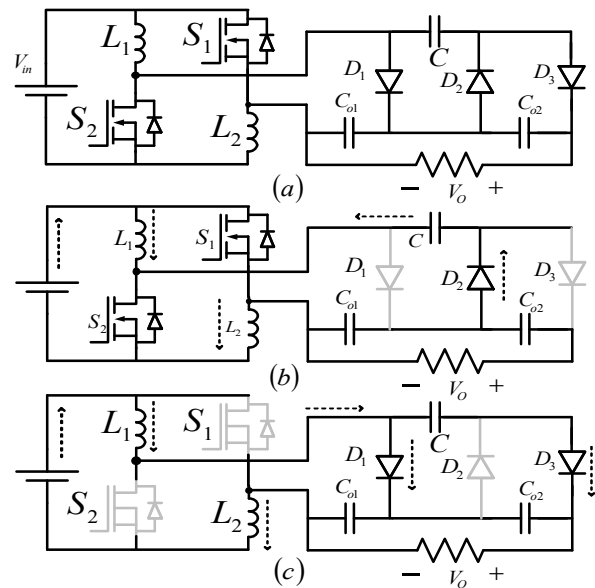 V_in L_1 S_1 S_2 L_2 D_1 C D_2 D_3 C_o1 C_o2
− V_O +
(a)
L_1 S_1 S_2 L_2 D_1 C D_2 D_3 C_o1 C_o2
− V_O +
(b)
L_1 S_1 S_2 L_2 D_1 C D_2 D_3 C_o1 C_o2
− V_O +
(c)